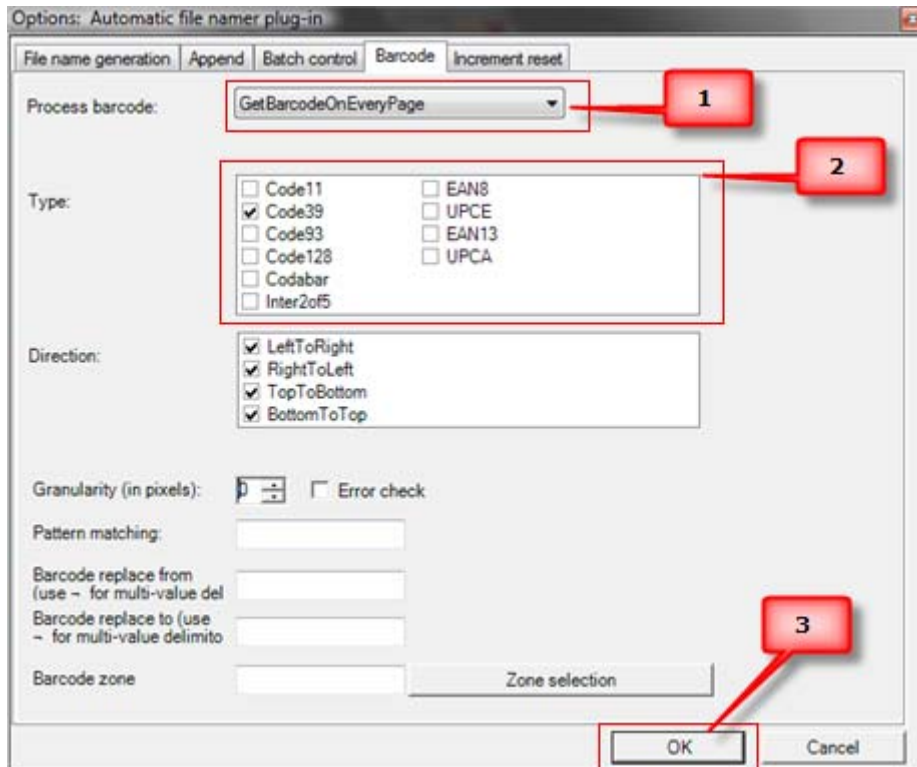 Options: Automatic file namer plug-in
File name generation Append Batch control Barcode Increment reset
Process barcode: GetBarcodeOnEveryPage 1
2
Type:
Code11 EAN8
Code39 UPCE
Code93 EAN13
Code128 UPCA
Codabar
Inter2of5
Direction:
LeftToRight
RightToLeft
TopToBottom
BottomToTop
Granularity (in pixels): Error check
Pattern matching:
Barcode replace from
(use ¬ for multi-value del
Barcode replace to (use
¬ for multi-value delimito
3
Barcode zone Zone selection
OK Cancel